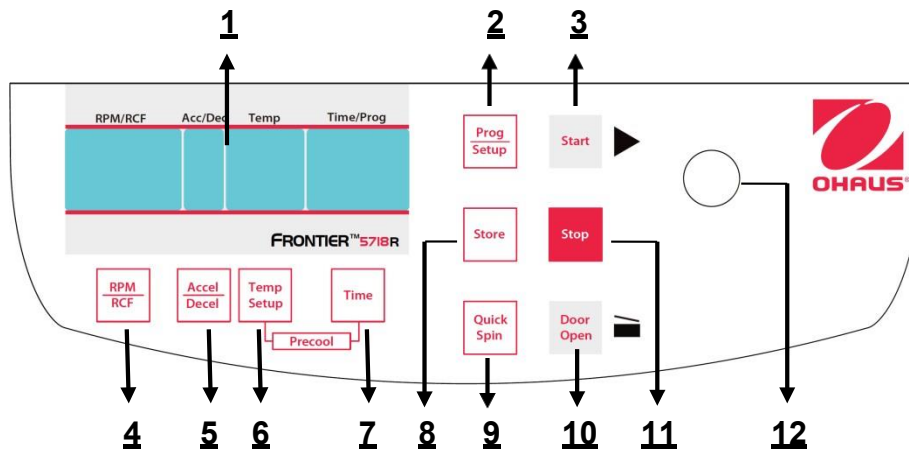 1 2 3
RPM/RCF Acc/Dec Temp Time/Prog
Prog
Setup
Start
OHAUS®
FRONTIER™5718R
Store
Stop
RPM
RCF
Accel
Decel
Temp
Setup
Time
Precool
Quick
Spin
Door
Open
4 5 6 7 8 9 10 11 12